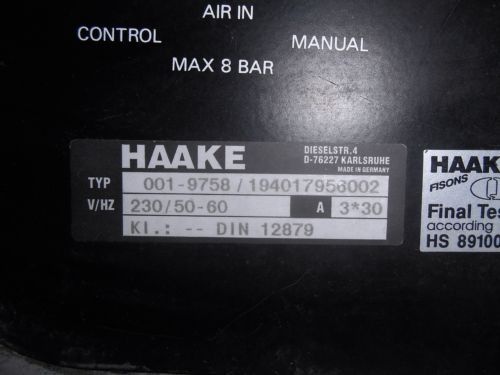 AIR IN
CONTROL MANUAL
MAX 8 BAR
HAAKE
DIESELSTR.4
D-76227 KARLSRUHE
MADE IN GERMANY
TYP 001-9758/194017956002
V/HZ 230/50-60 A 3*30
KI.: -- DIN 12879
HAAKE
FISONS
Final Tes
according
HS 89100